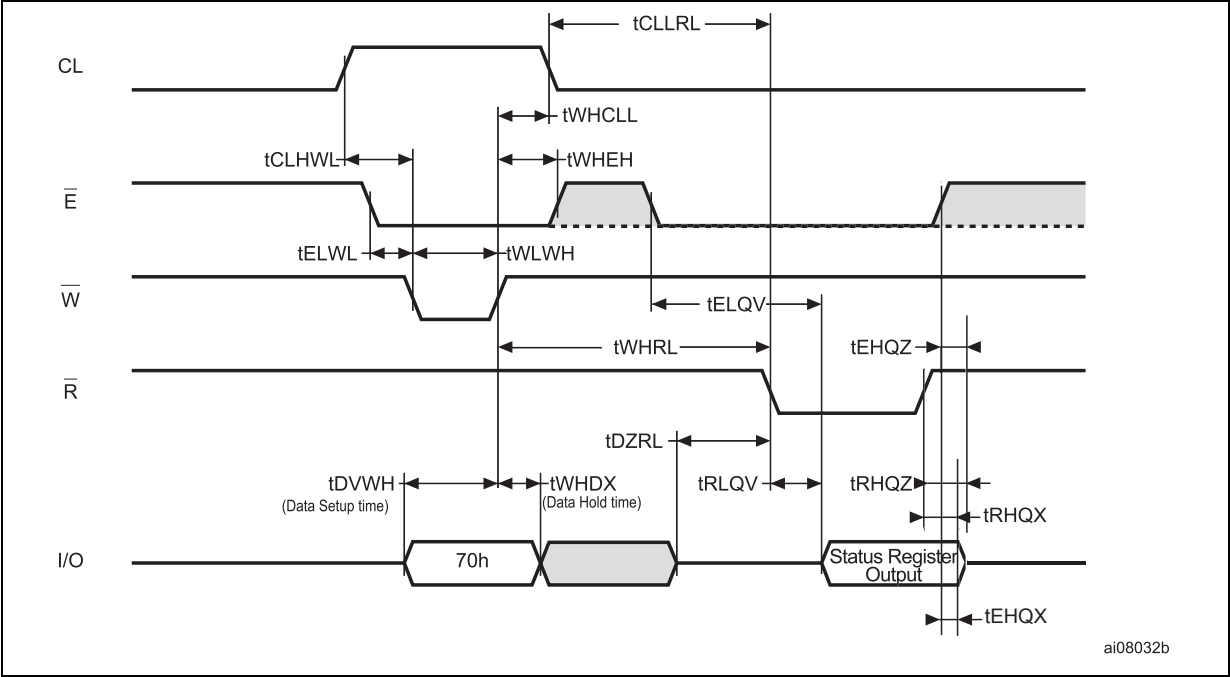 tCLLRL
CL
tWHCLL
tCLHWL
tWHEH
E
tELWL
tWLWH
W
tELQV
tWHRL
tEHQZ
R
tDZRL
tDVWH
(Data Setup time)
tWHDX
(Data Hold time)
tRLQV
tRHQZ
tRHQX
I/O
70h
Status Register
Output
tEHQX
ai08032b